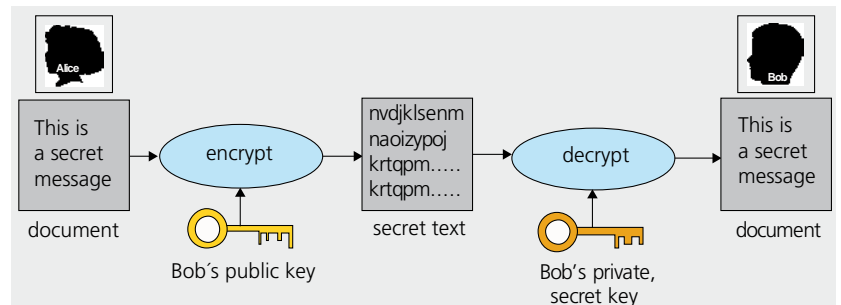 Alice
Bob
This is
a secret
message
encrypt
nvdjklsenm
naoizypoj
krtqpm.....
krtqpm.....
decrypt
This is
a secret
message
document
Bob´s public key
secret text
Bob's private,
secret key
document